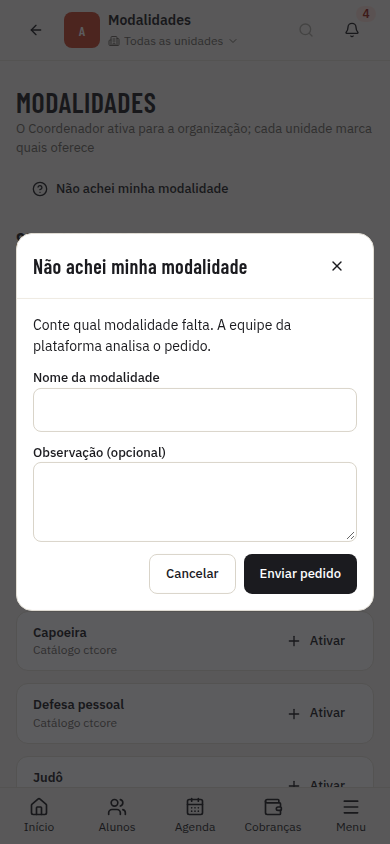 A
Modalidades
Todas as unidades
4
MODALIDADES
O Coordenador ativa para a organização; cada unidade marca
quais oferece
Não achei minha modalidade
Não achei minha modalidade
Conte qual modalidade falta. A equipe da
plataforma analisa o pedido.
Nome da modalidade
Observação (opcional)
Cancelar
Enviar pedido
Capoeira
Catálogo ctcore
Ativar
Defesa pessoal
Catálogo ctcore
Ativar
Judô
Ativar
Início
Alunos
Agenda
Cobranças
Menu